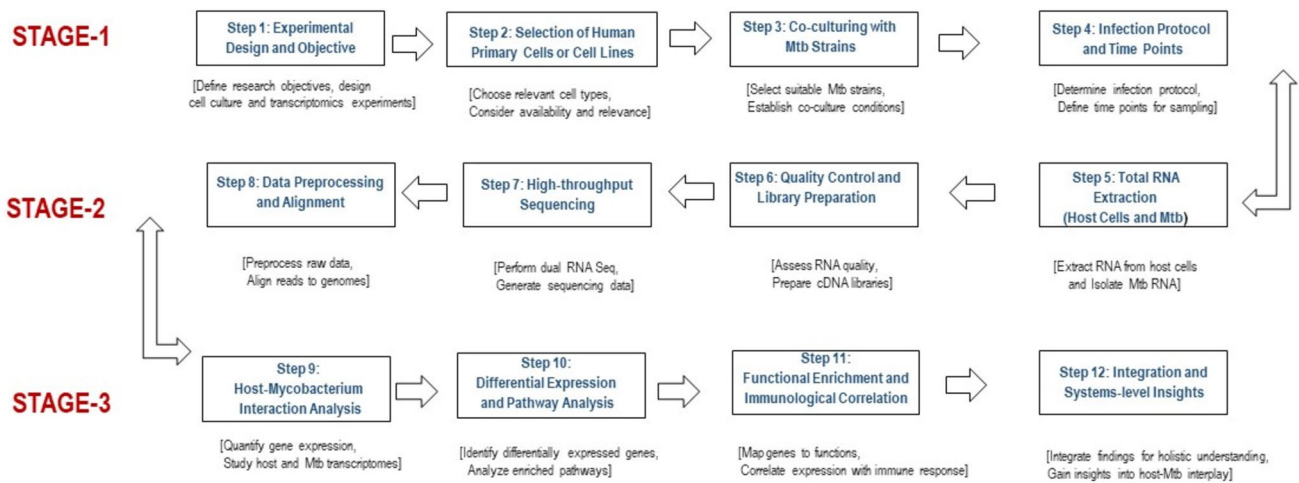 STAGE-1
Step 1: Experimental
Design and Objective
[Define research objectives, design
cell culture and transcriptomics experiments]
Step 2: Selection of Human
Primary Cells or Cell Lines
[Choose relevant cell types,
Consider availability and relevance]
Step 3: Co-culturing with
Mtb Strains
[Select suitable Mtb strains,
Establish co-culture conditions]
Step 4: Infection Protocol
and Time Points
[Determine infection protocol,
Define time points for sampling]
STAGE-2
Step 8: Data Preprocessing
and Alignment
[Preprocess raw data,
Align reads to genomes]
Step 7: High-throughput
Sequencing
[Perform dual RNA Seq,
Generate sequencing data]
Step 6: Quality Control and
Library Preparation
[Assess RNA quality,
Prepare cDNA libraries]
Step 5: Total RNA
Extraction
(Host Cells and Mtb)
[Extract RNA from host cells
and Isolate Mtb RNA]
STAGE-3
Step 9:
Host-Mycobacterium
Interaction Analysis
[Quantify gene expression,
Study host and Mtb transcriptomes]
Step 10:
Differential Expression
and Pathway Analysis
[Identify differentially expressed genes,
Analyze enriched pathways]
Step 11:
Functional Enrichment and
Immunological Correlation
[Map genes to functions,
Correlate expression with immune response]
Step 12: Integration and
Systems-level Insights
[Integrate findings for holistic understanding,
Gain insights into host-Mtb interplay]